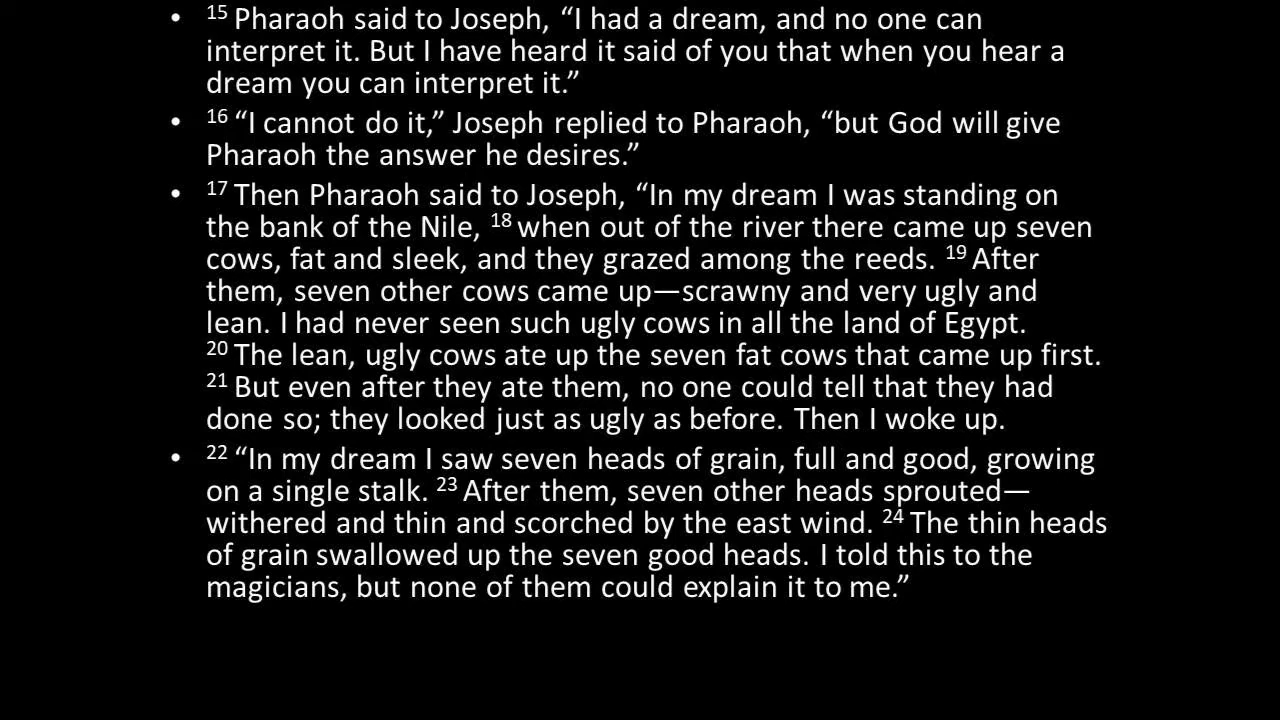 • 15 Pharaoh said to Joseph, “I had a dream, and no one can
interpret it. But I have heard it said of you that when you hear a
dream you can interpret it.”
• 16 “I cannot do it,” Joseph replied to Pharaoh, “but God will give
Pharaoh the answer he desires.”
• 17 Then Pharaoh said to Joseph, “In my dream I was standing on
the bank of the Nile, 18 when out of the river there came up seven
cows, fat and sleek, and they grazed among the reeds. 19 After
them, seven other cows came up—scrawny and very ugly and
lean. I had never seen such ugly cows in all the land of Egypt.
20 The lean, ugly cows ate up the seven fat cows that came up first.
21 But even after they ate them, no one could tell that they had
done so; they looked just as ugly as before. Then I woke up.
• 22 “In my dream I saw seven heads of grain, full and good, growing
on a single stalk. 23 After them, seven other heads sprouted—
withered and thin and scorched by the east wind. 24 The thin heads
of grain swallowed up the seven good heads. I told this to the
magicians, but none of them could explain it to me.”